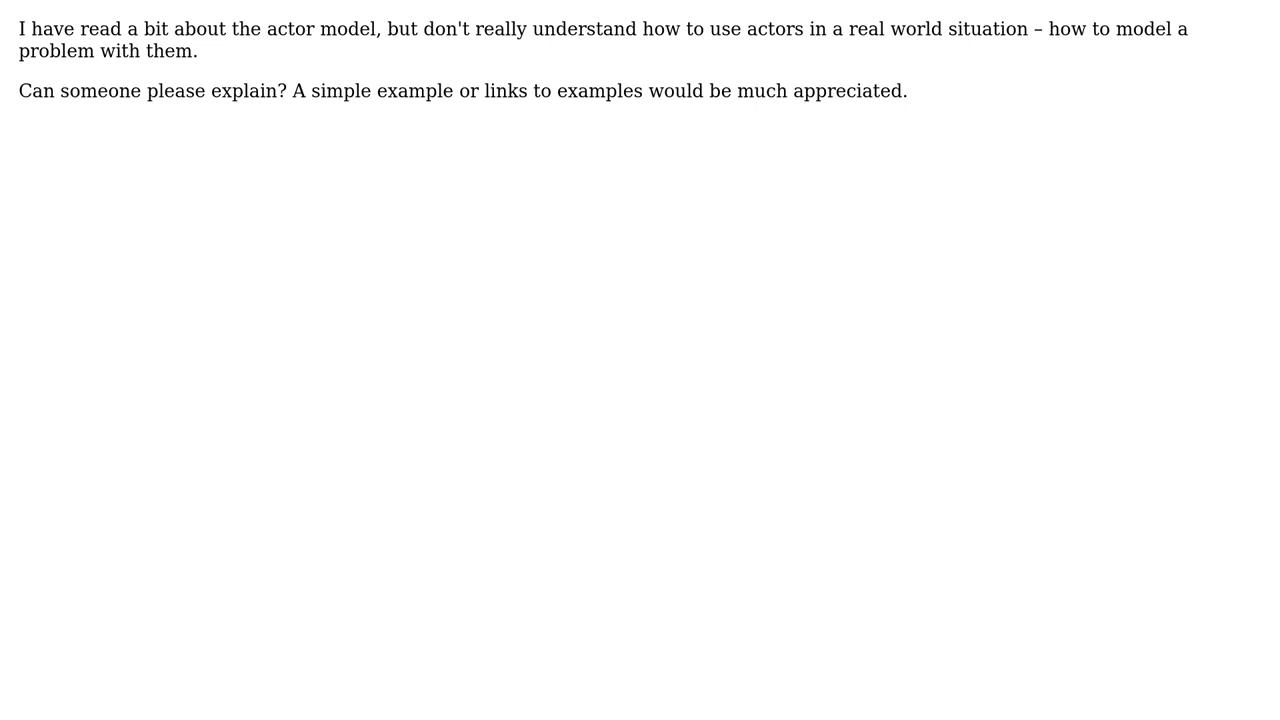 I have read a bit about the actor model, but don't really understand how to use actors in a real world situation – how to model a
problem with them.
Can someone please explain? A simple example or links to examples would be much appreciated.